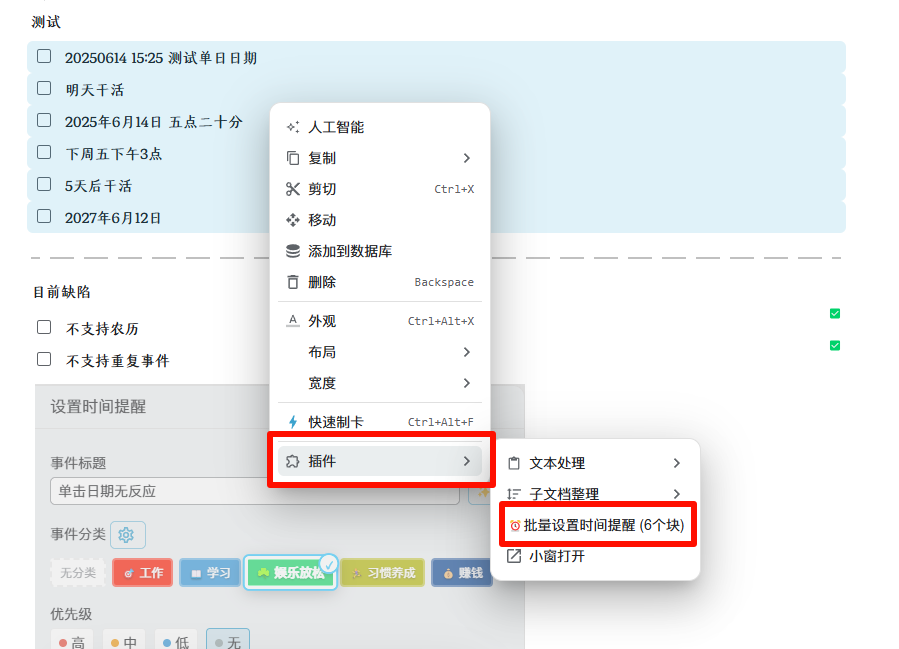 测试
20250614 15:25 测试单日日期
明天干活
2025年6月14日 五点二十分
下周五下午3点
5天后干活
2027年6月12日
人工智能
复制
剪切 Ctrl+X
移动
添加到数据库
删除 Backspace
外观 Ctrl+Alt+X
布局
宽度
快速制卡 Ctrl+Alt+F
插件
文本处理
子文档整理
批量设置时间提醒 (6个块)
小窗打开
目前缺陷
不支持农历
不支持重复事件
设置时间提醒
事件标题
单击日期无反应
事件分类
无分类 工作 学习 娱乐放松 习惯养成 赚钱
优先级
高 中 低 无